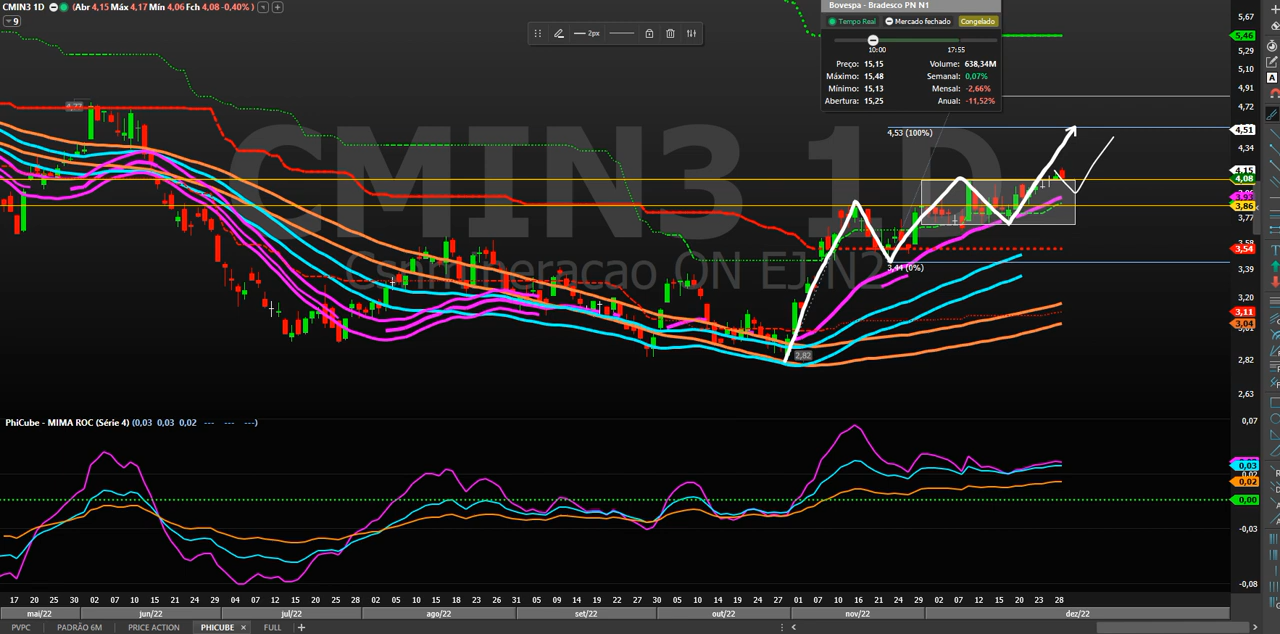 CMIN3 1D (Abr 4,15 Máx 4,17 Mín 4,06 Fch 4,08 -0,40% )
9
2px
Bovespa - Bradesco PN N1
Tempo Real Mercado fechado Congelado
10:00 17:55
Preço: 15,15 Volume: 638,34M
Máximo: 15,48 Semanal: 0,07%
Mínimo: 15,13 Mensal: -2,66%
Abertura: 15,25 Anual: -11,52%
CMIN3 1D
4,77
4,53 (100%)
3,44 (0%)
2,82
5,67
5,46
5,29
5,10
4,91
4,72
4,51
4,34
4,15
4,08
3,86
3,77
3,54
3,39
3,20
3,11
3,04
2,82
2,63
PhiCube - MIMA ROC (Série 4) (0,03 0,03 0,02 --- --- ---)
0,07
0,03
0,02
0,00
-0,03
-0,08
17 20 25 30 02 07 10 15 21 24 29 04 07 12 15 20 25 28 02 05 10 15 18 23 26 31 05 09 14 19 22 27 30 05 10 14 19 24 27 01 07 10 16 21 24 29 02 07 12 15 20 23 28
mai/22 jun/22 jul/22 ago/22 set/22 out/22 nov/22 dez/22
PVPC PADRÃO 6M PRICE ACTION PHICUBE × FULL +